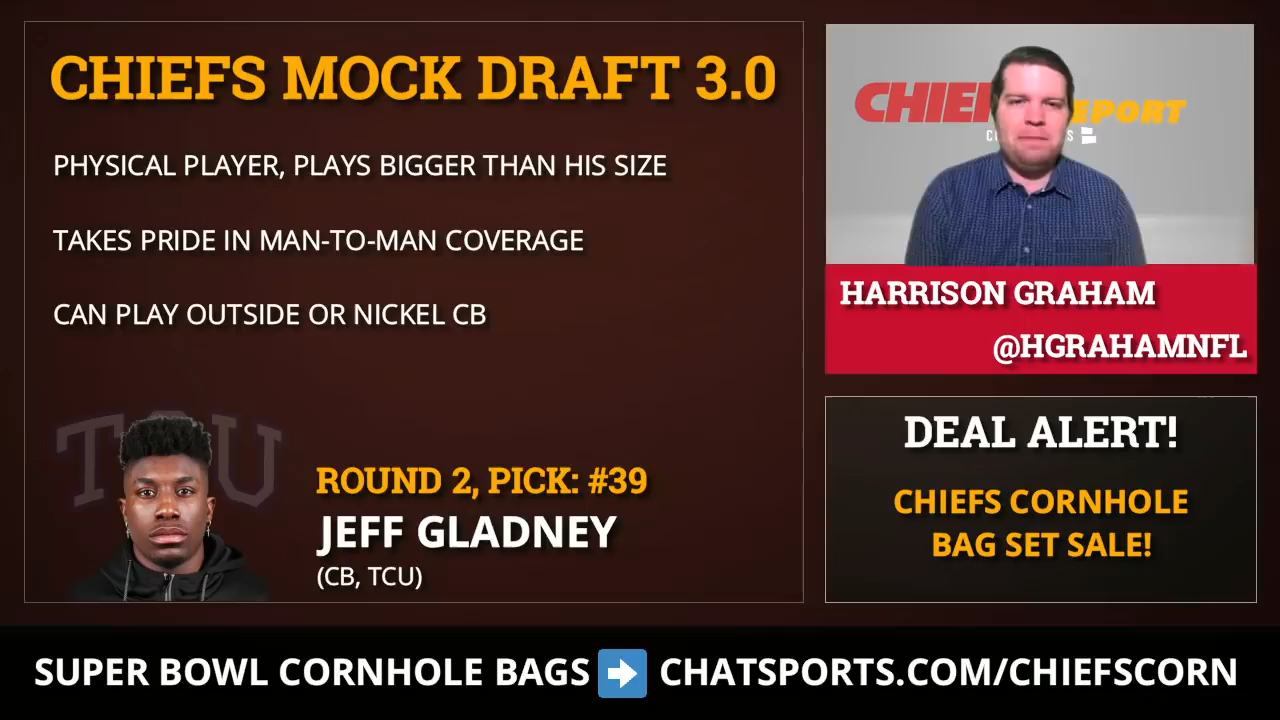 CHIEFS MOCK DRAFT 3.0
PHYSICAL PLAYER, PLAYS BIGGER THAN HIS SIZE
TAKES PRIDE IN MAN-TO-MAN COVERAGE
CAN PLAY OUTSIDE OR NICKEL CB
TCU
ROUND 2, PICK: #39
JEFF GLADNEY
(CB, TCU)
HARRISON GRAHAM
@HGRAHAMNFL
DEAL ALERT!
CHIEFS CORNHOLE
BAG SET SALE!
SUPER BOWL CORNHOLE BAGS ➡ CHATSPORTS.COM/CHIEFSCORN